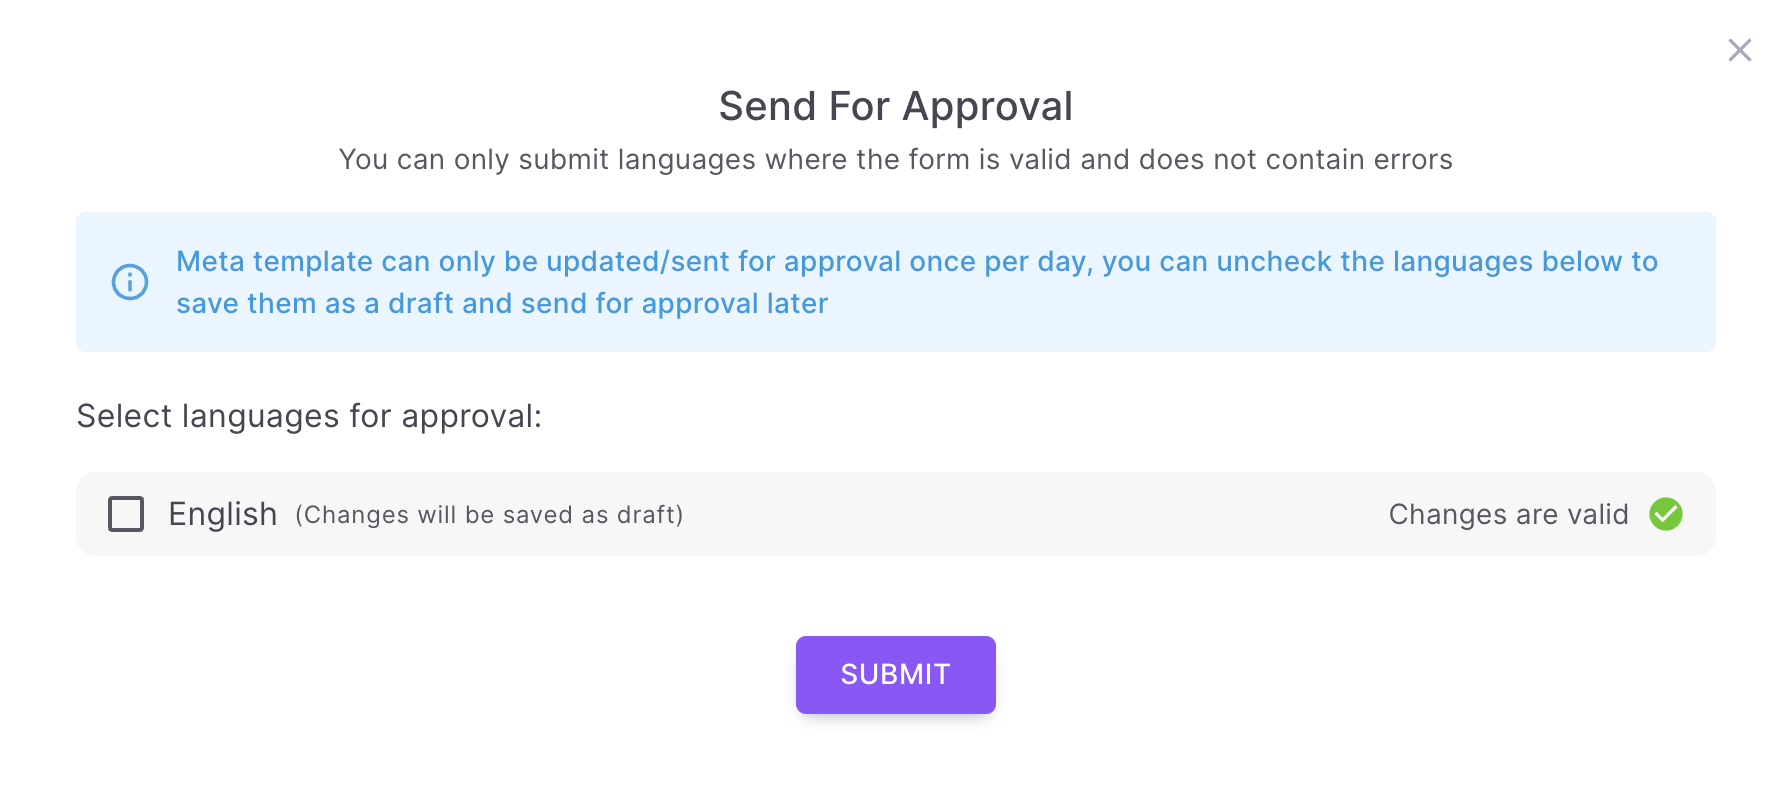 Send For Approval
You can only submit languages where the form is valid and does not contain errors
Meta template can only be updated/sent for approval once per day, you can uncheck the languages below to
save them as a draft and send for approval later
Select languages for approval:
English (Changes will be saved as draft) Changes are valid
SUBMIT